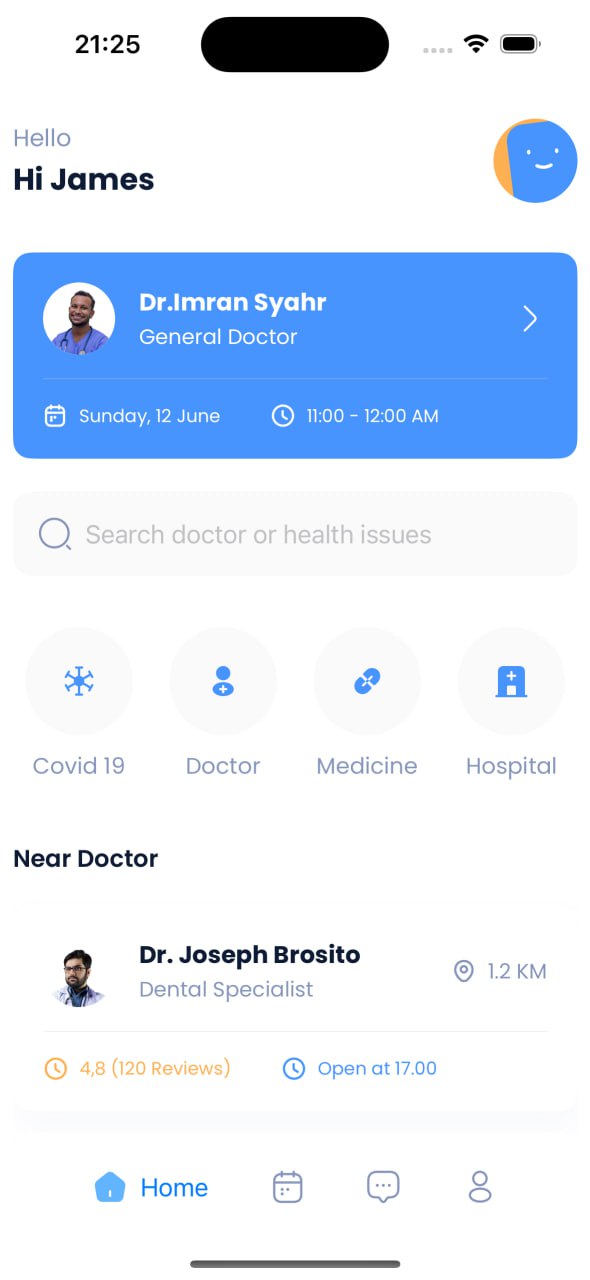 21:25
Hello
Hi James
Dr.Imran Syahr
General Doctor
Sunday, 12 June
11:00 - 12:00 AM
Search doctor or health issues
Covid 19
Doctor
Medicine
Hospital
Near Doctor
Dr. Joseph Brosito
Dental Specialist
1.2 KM
4,8 (120 Reviews)
Open at 17.00
Home